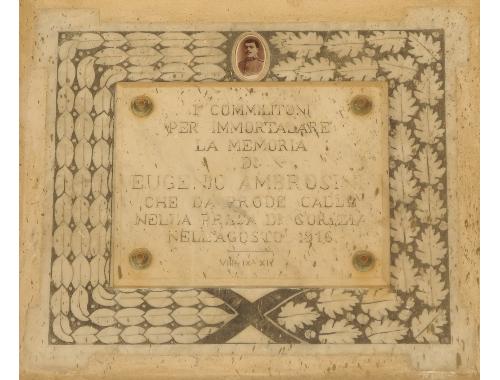 I COMMILITONI
PER IMMORTALARE
LA MEMORIA
DI
EUGENIO AMBROSINI
CHE DA PRODE CADDE
NELLA PRESA DI GORIZIA
NELL'AGOSTO 1916